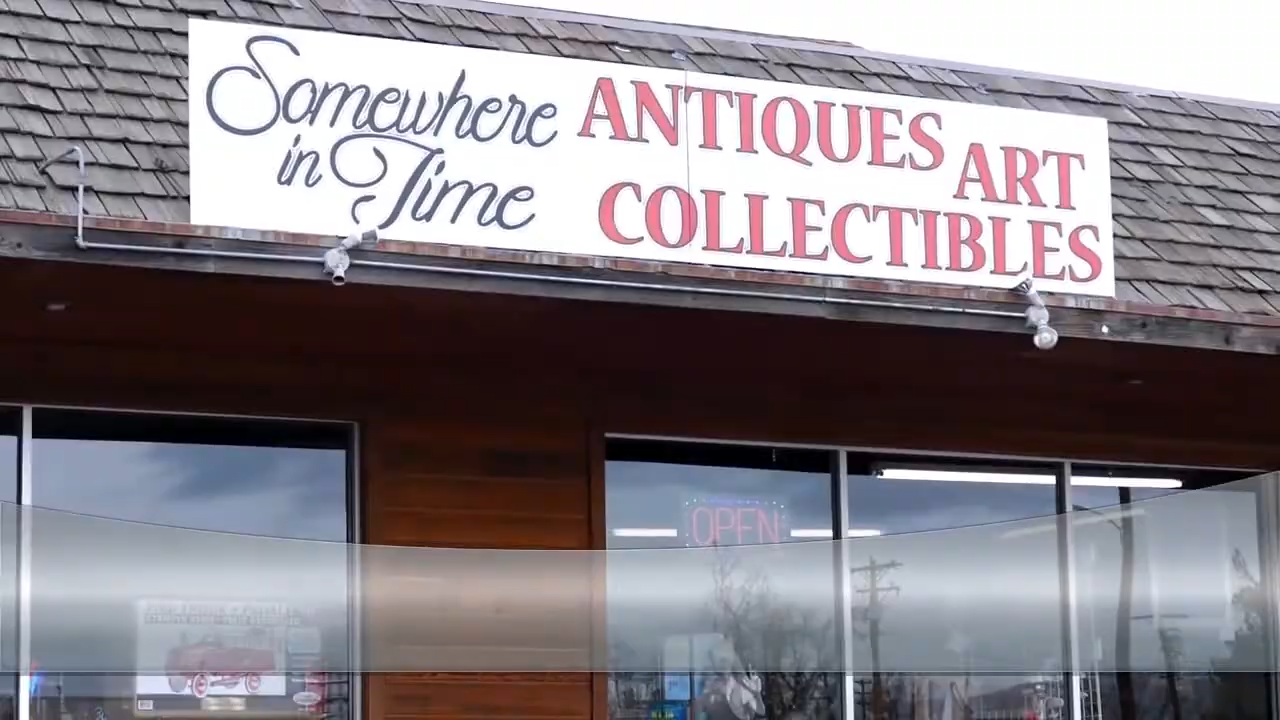 Somewhere
in Time
ANTIQUES ART
COLLECTIBLES
OPEN